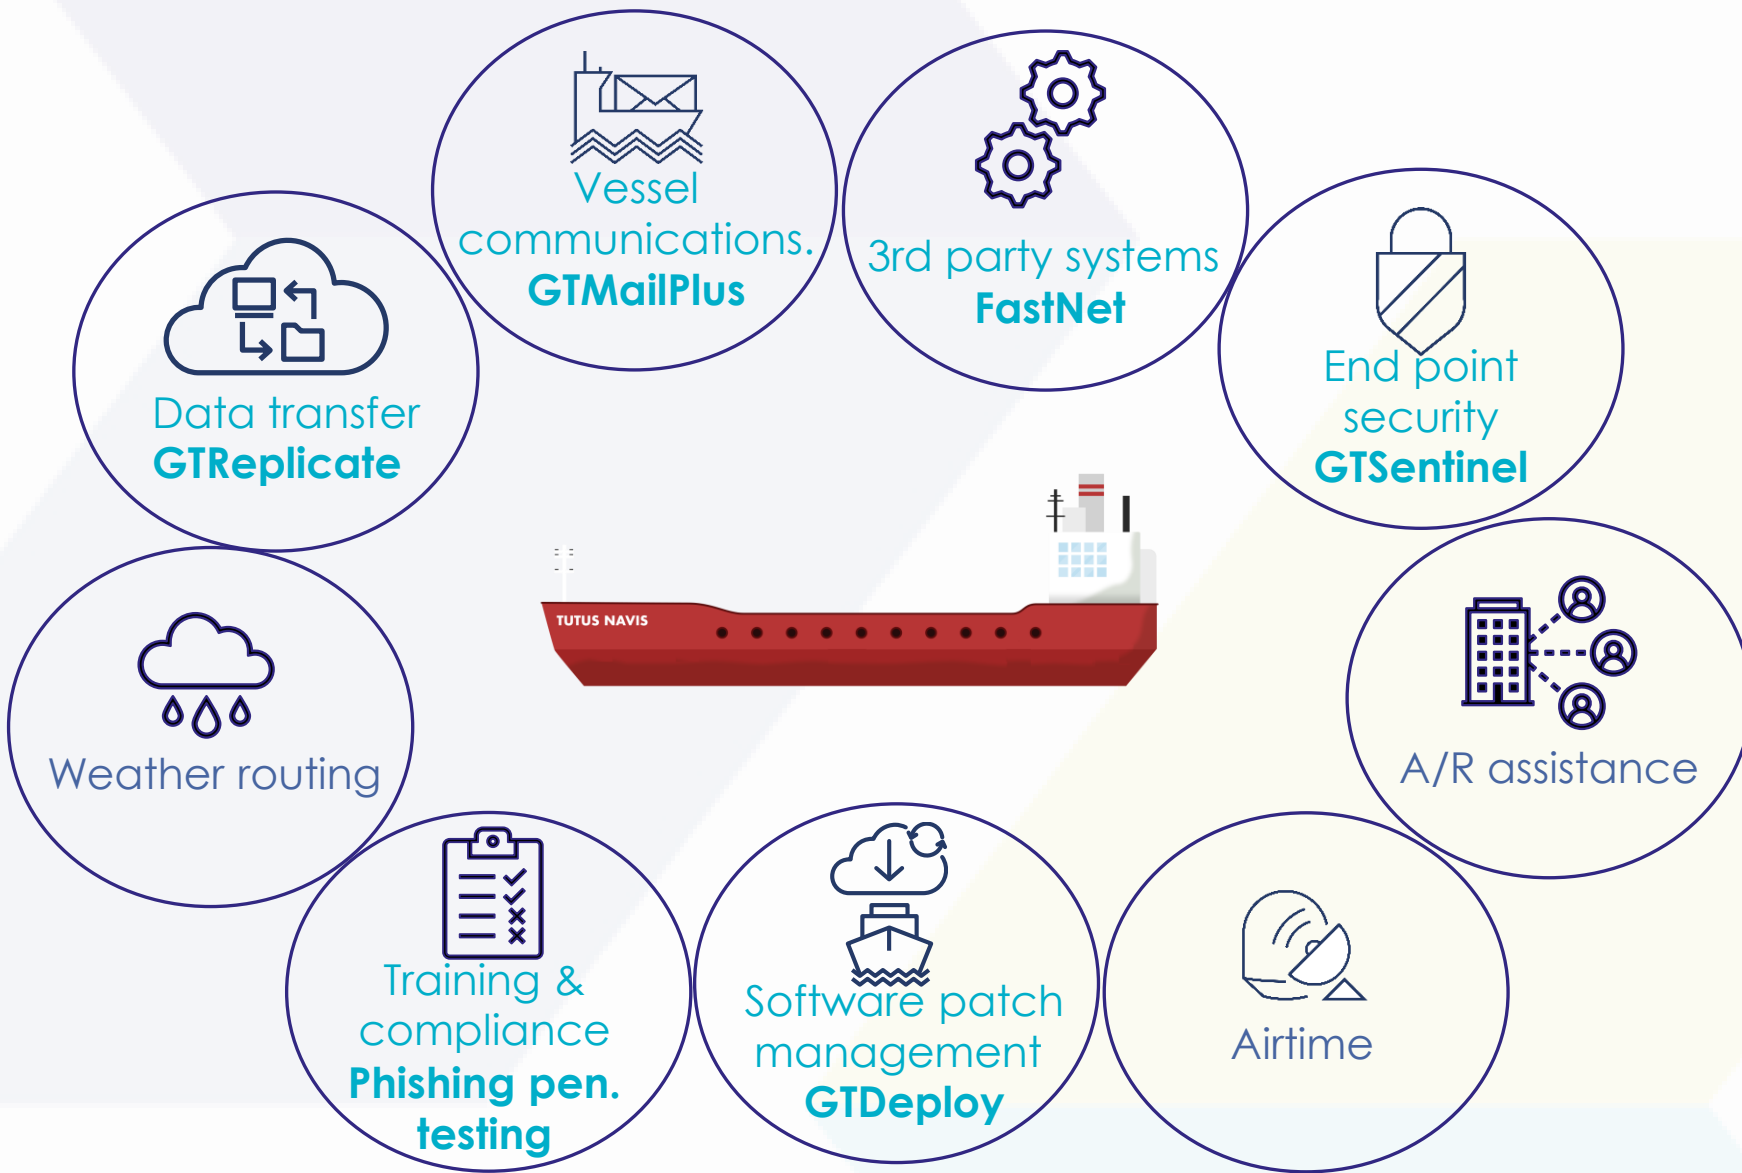 Vessel
communications.
GTMailPlus
3rd party systems
FastNet
End point
security
GTSentinel
Data transfer
GTReplicate
TUTUS NAVIS
Weather routing
A/R assistance
Training &
compliance
Phishing pen.
testing
Software patch
management
GTDeploy
Airtime